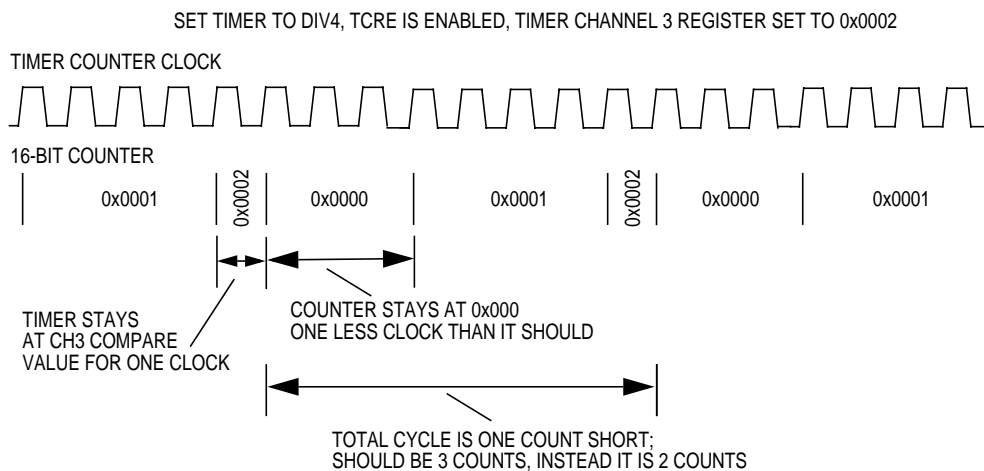 SET TIMER TO DIV4, TCRE IS ENABLED, TIMER CHANNEL 3 REGISTER SET TO 0x0002
TIMER COUNTER CLOCK
16-BIT COUNTER
0x0001
0x0002
0x0000
0x0001
0x0002
0x0000
0x0001
TIMER STAYS
AT CH3 COMPARE
VALUE FOR ONE CLOCK
COUNTER STAYS AT 0x000
ONE LESS CLOCK THAN IT SHOULD
TOTAL CYCLE IS ONE COUNT SHORT;
SHOULD BE 3 COUNTS, INSTEAD IT IS 2 COUNTS